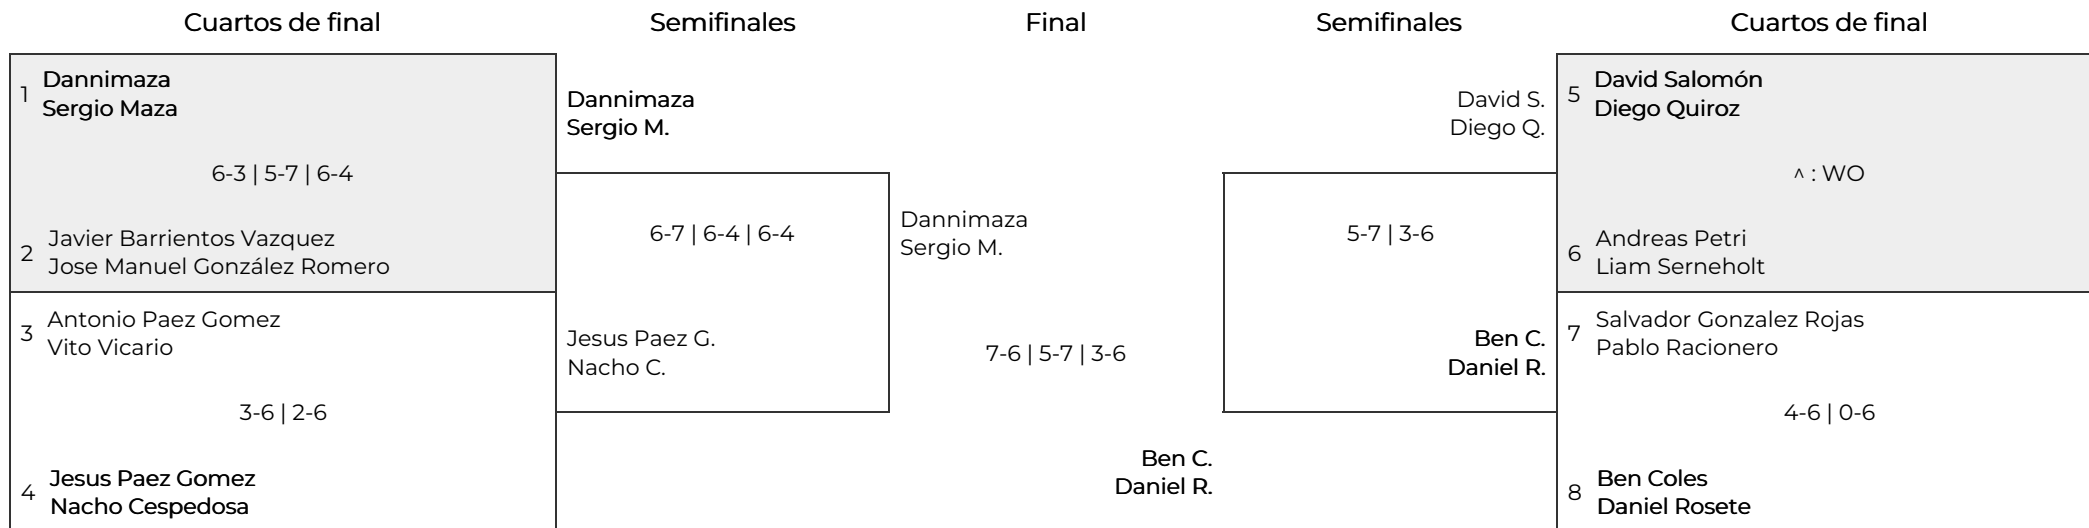 Cuartos de final
Semifinales
Final
Semifinales
Cuartos de final
1
Dannimaza
Sergio Maza
6-3 | 5-7 | 6-4
2
Javier Barrientos Vazquez
Jose Manuel González Romero
3
Antonio Paez Gomez
Vito Vicario
3-6 | 2-6
4
Jesus Paez Gomez
Nacho Cespedosa
Dannimaza
Sergio M.
6-7 | 6-4 | 6-4
Jesus Paez G.
Nacho C.
Dannimaza
Sergio M.
7-6 | 5-7 | 3-6
Ben C.
Daniel R.
David S.
Diego Q.
5-7 | 3-6
Ben C.
Daniel R.
5
David Salomón
Diego Quiroz
^ : WO
6
Andreas Petri
Liam Serneholt
7
Salvador Gonzalez Rojas
Pablo Racionero
4-6 | 0-6
8
Ben Coles
Daniel Rosete